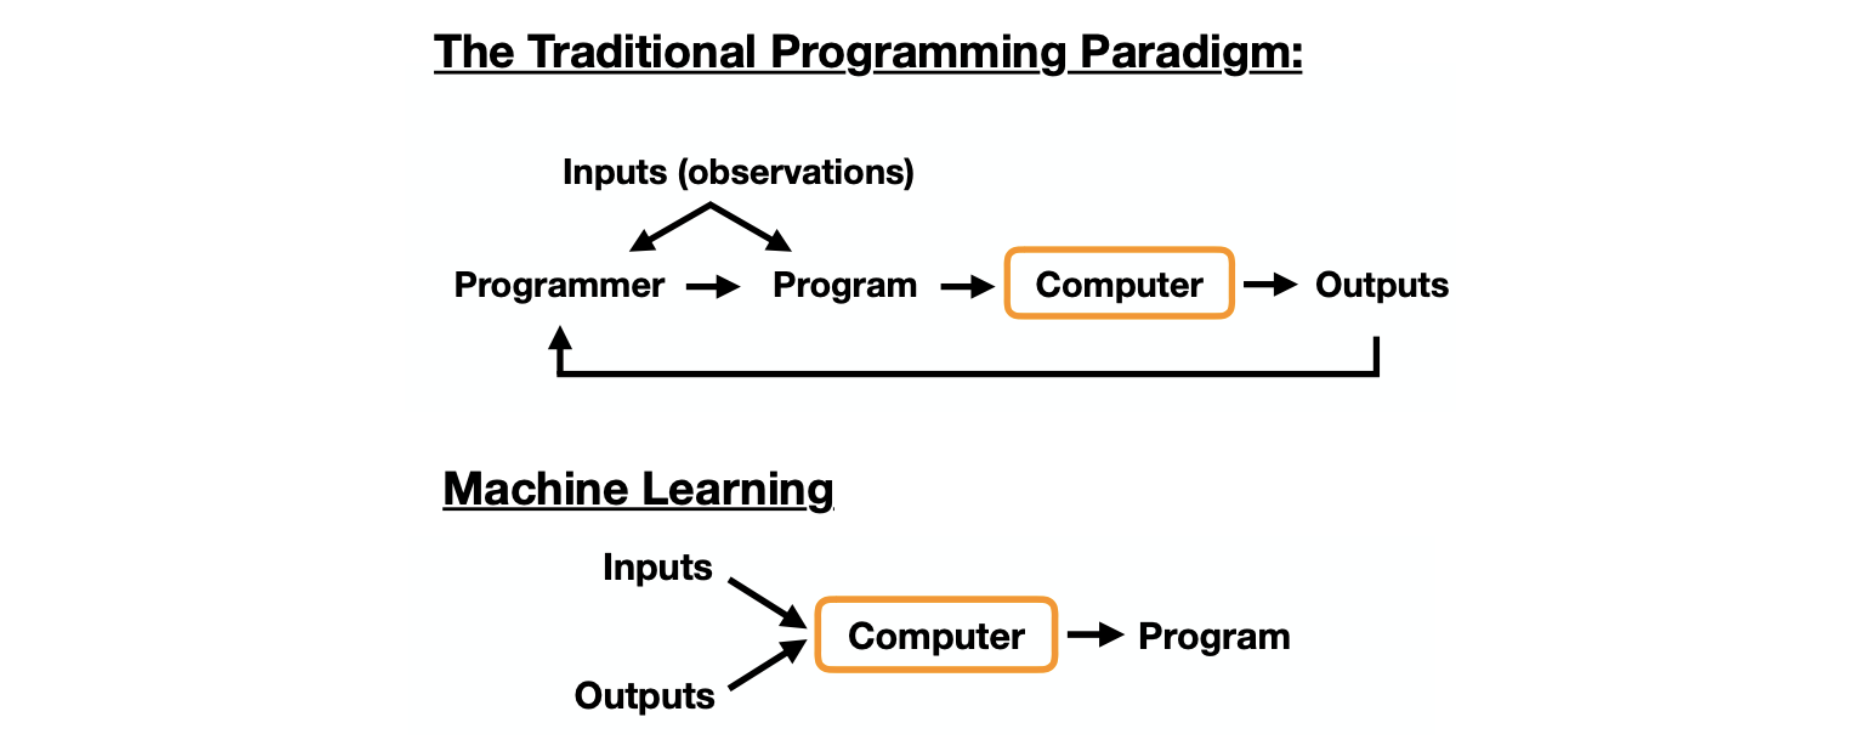 The Traditional Programming Paradigm:
Inputs (observations)
Programmer
Program
Computer
Outputs
Machine Learning
Inputs
Computer
Program
Outputs